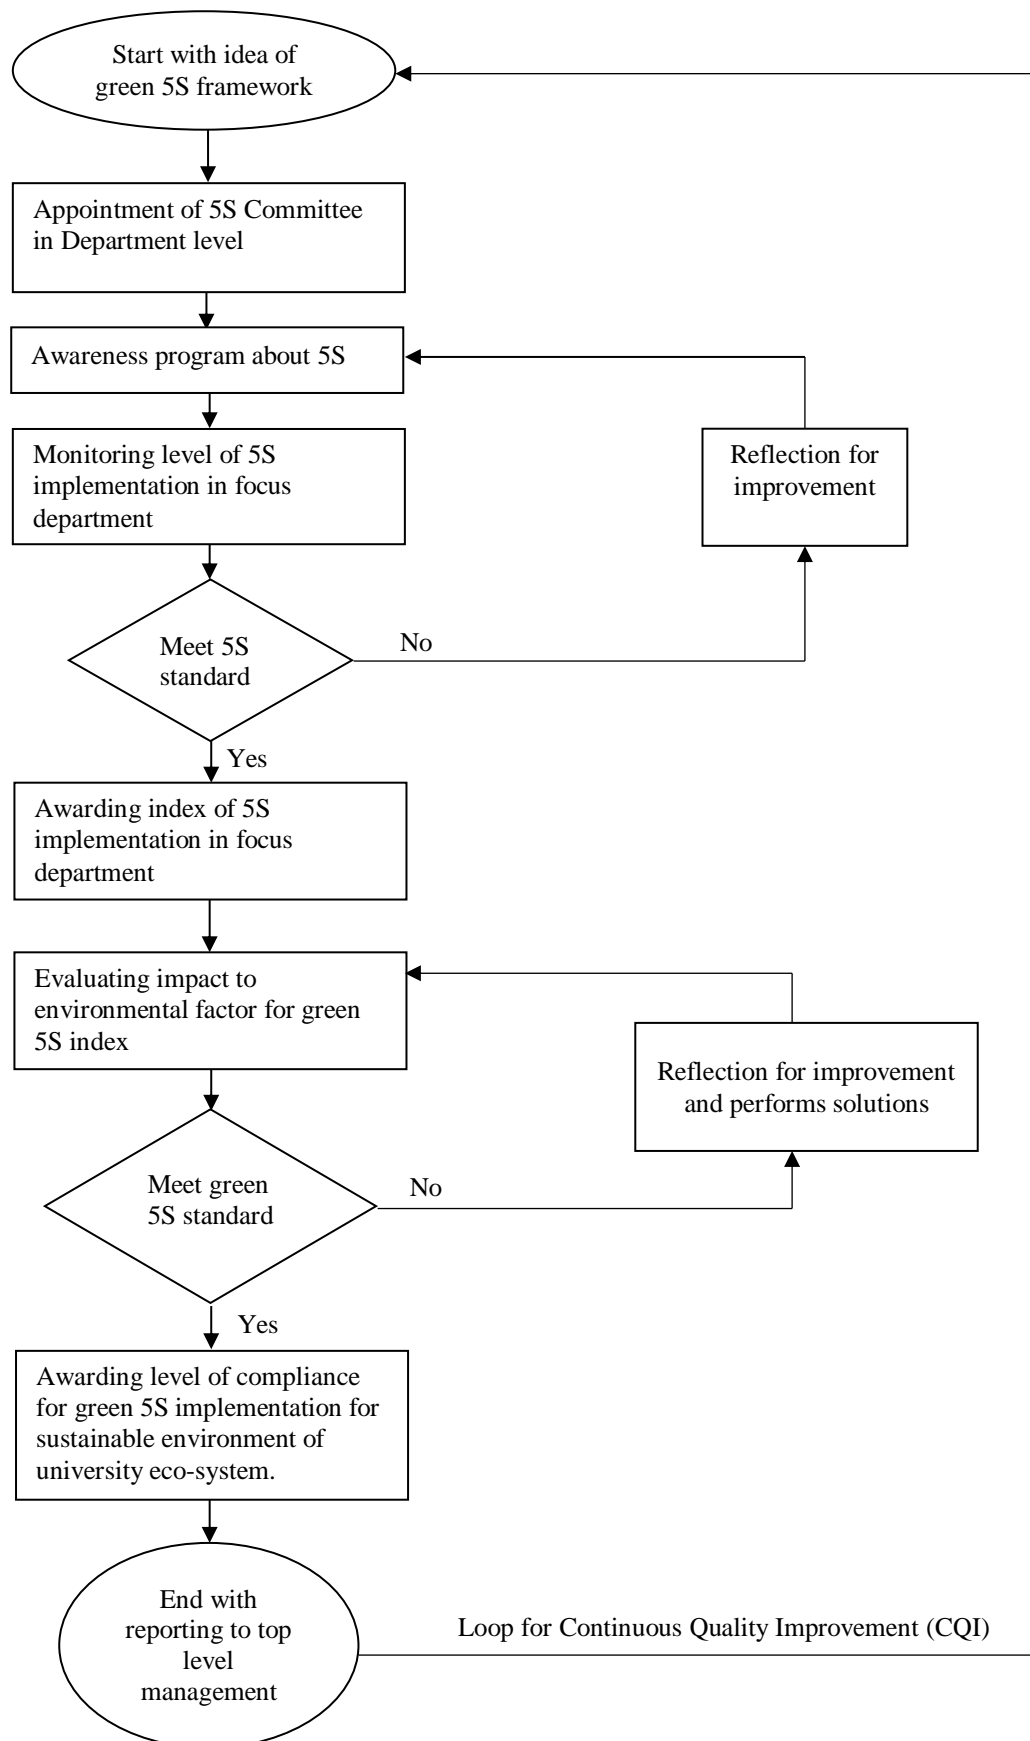 Start with idea of
green 5S framework
Appointment of 5S Committee
in Department level
Awareness program about 5S
Monitoring level of 5S
implementation in focus
department
Reflection for
improvement
Meet 5S
standard
No
Yes
Awarding index of 5S
implementation in focus
department
Evaluating impact to
environmental factor for green
5S index
Reflection for improvement
and performs solutions
Meet green
5S standard
No
Yes
Awarding level of compliance
for green 5S implementation for
sustainable environment of
university eco-system.
End with
reporting to top
level
management
Loop for Continuous Quality Improvement (CQI)